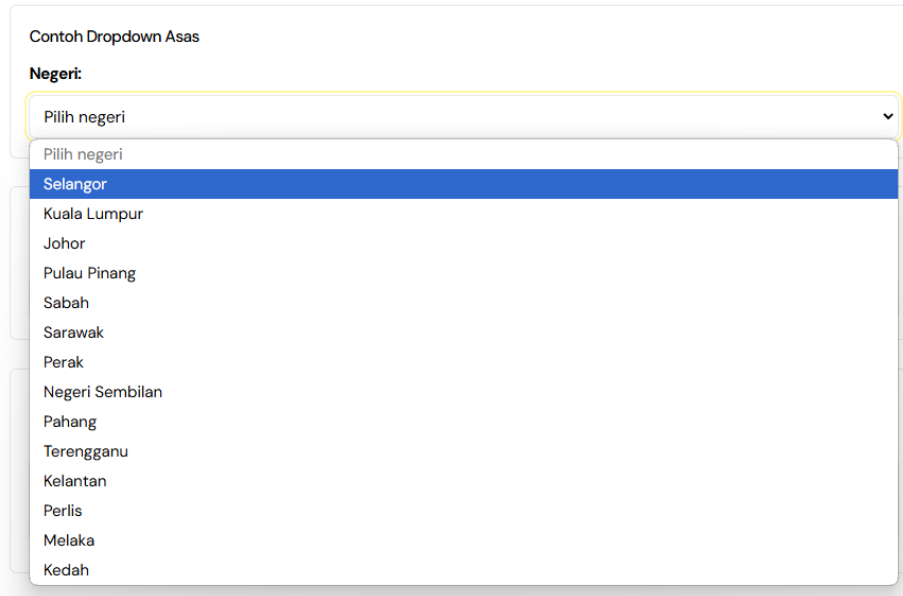 Contoh Dropdown Asas
Negeri:
Pilih negeri
Pilih negeri
Selangor
Kuala Lumpur
Johor
Pulau Pinang
Sabah
Sarawak
Perak
Negeri Sembilan
Pahang
Terengganu
Kelantan
Perlis
Melaka
Kedah